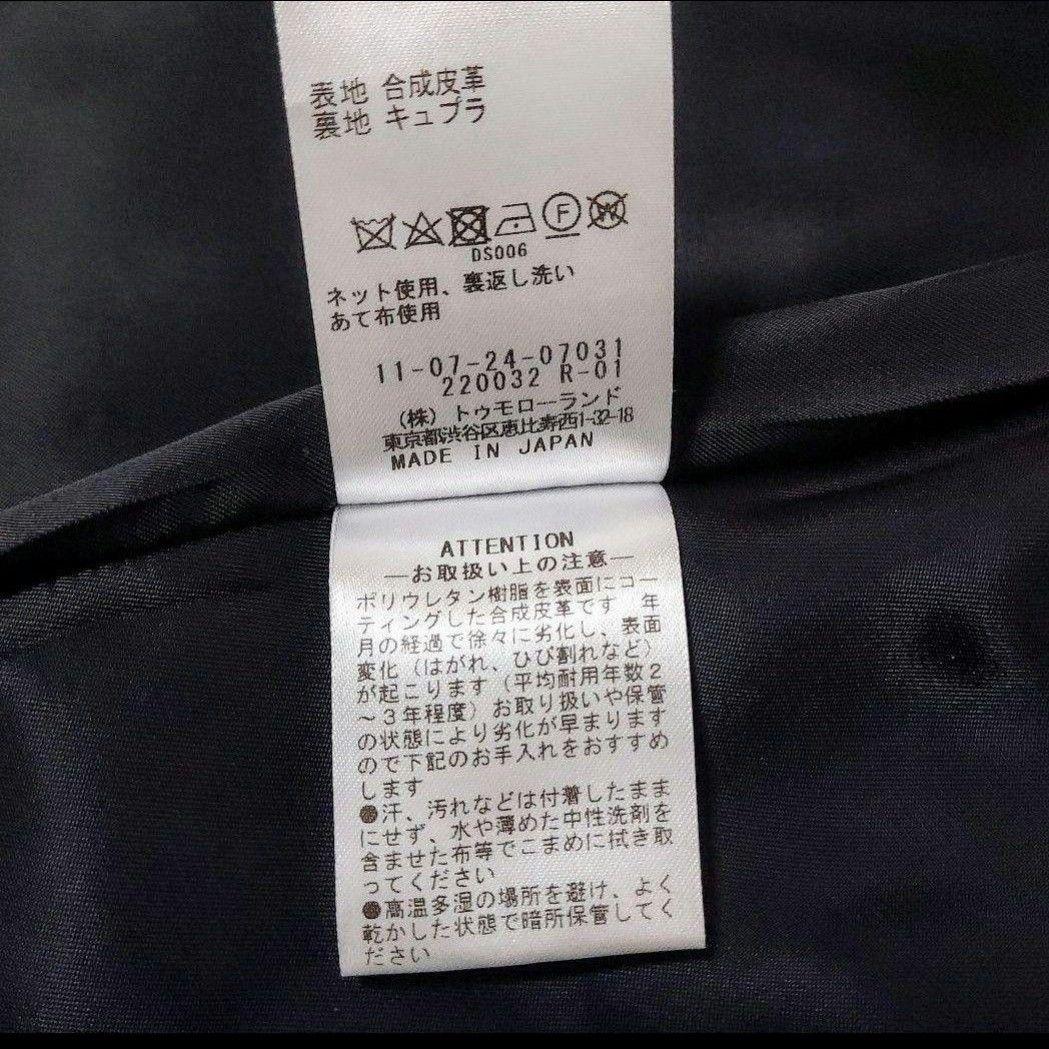 表地 合成皮革
裏地 キュプラ
F W
DS006
ネット使用、裏返し洗い
あて布使用
11-07-24-07031
220032 R-01
（株）トゥモローランド
東京都渋谷区恵比寿西1-32-18
MADE IN JAPAN
ATTENTION
―お取扱い上の注意―
ポリウレタン樹脂を表面にコー
ティングした合成皮革です 年
月の経過で徐々に劣化し、表面
変化（はがれ、ひび割れなど）
が起こります（平均耐用年数２
～３年程度）お取り扱いや保管
の状態により劣化が早まります
ので下記のお手入れをおすすめ
します
●汗、汚れなどは付着したまま
にせず、水や薄めた中性洗剤を
含ませた布等でこまめに拭き取
ってください
●高温多湿の場所を避け、よく
乾かした状態で暗所保管してく
ださい